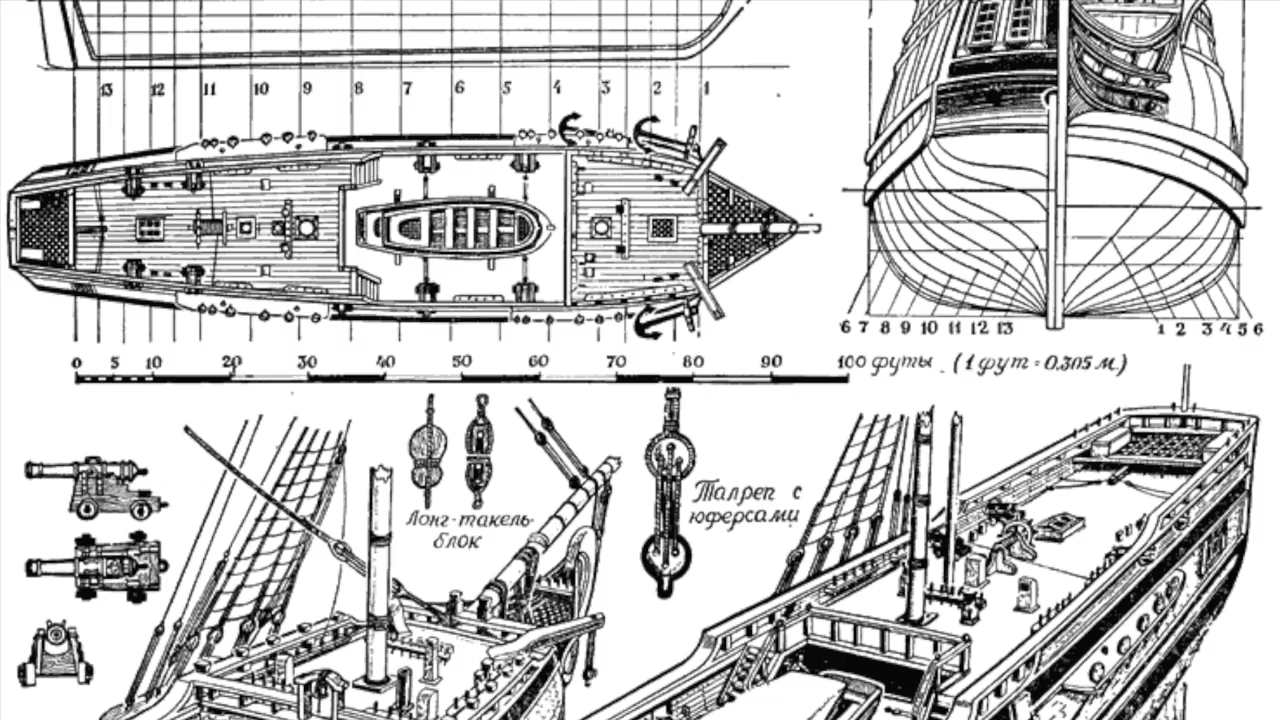 13 12 11 10 9 8 7 6 5 4 3 2 1
6 7 8 9 10 11 12 13 1 2 3 4 5 6
0 5 10 20 30 40 50 60 70 80 90 100 футы (1 фут = 0,305 м.)
Лонг-такель-
блок
Талреп с
юферсами